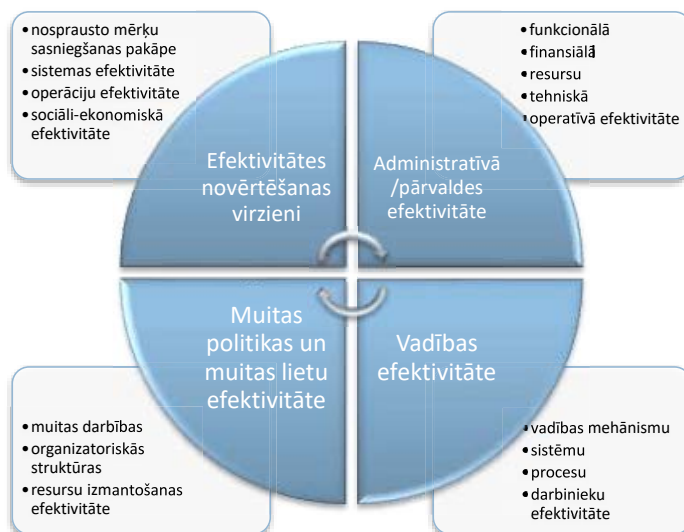 •nosprausto mērķu
sasniegšanas pakāpe
•sistemas efektivitāte
•operāciju efektivitāte
•sociāli-ekonomiskā
efektivitāte
•funkcionālā
•finansiālā
•resursu
•tehniskā
•operatīvā efektivitāte
Efektivitātes
novērtēšanas
virzieni
Administratīvā
/pārvaldes
efektivitāte
Muitas
politikas un
muitas lietu
efektivitāte
Vadības
efektivitāte
•muitas darbības
•organizatoriskās
struktūras
•resursu izmantošanas
efektivitāte
•vadības mehānismu
•sistēmu
•procesu
•darbinieku
efektivitāte